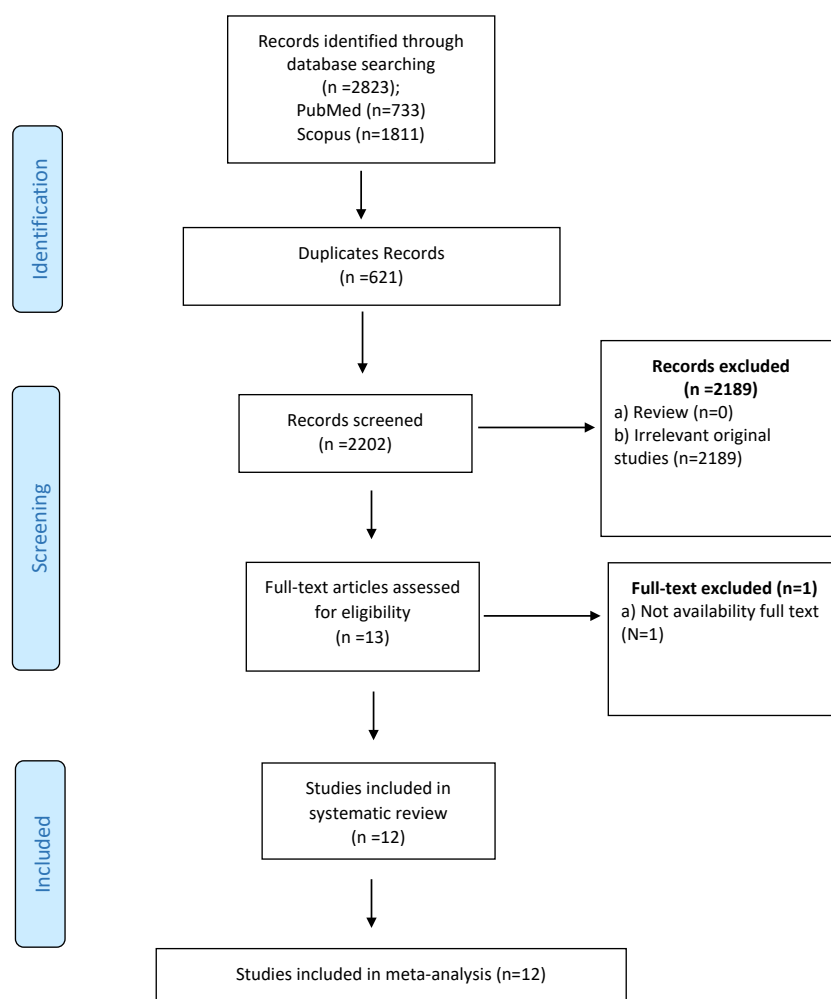 Records identified through
database searching
(n =2823);
PubMed (n=733)
Scopus (n=1811)
Identification
Duplicates Records
(n =621)
Records excluded
(n =2189)
a) Review (n=0)
b) Irrelevant original
studies (n=2189)
Records screened
(n =2202)
Screening
Full-text articles assessed
for eligibility
(n =13)
Full-text excluded (n=1)
a) Not availability full text
(N=1)
Studies included in
systematic review
(n =12)
Included
Studies included in meta-analysis (n=12)